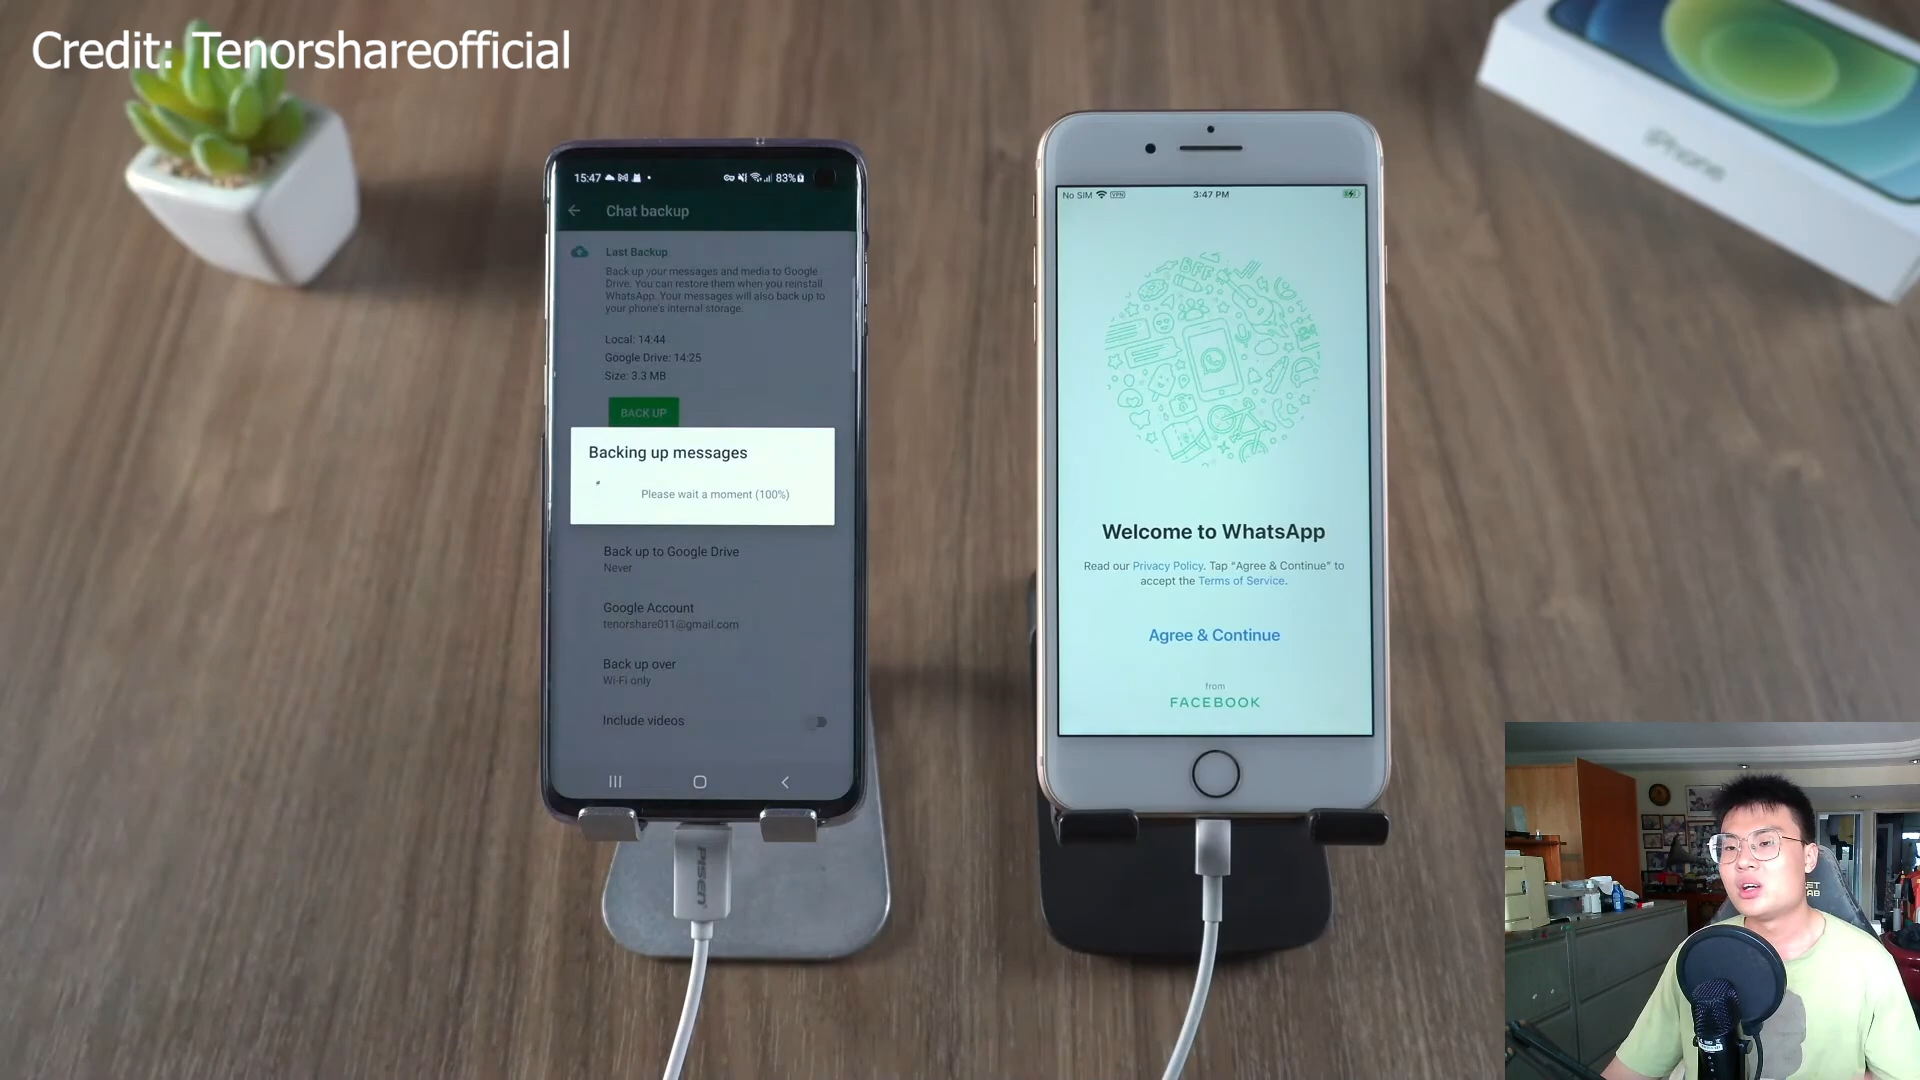 Credit: Tenorshareofficial
iPhone
15:47
83%
Chat backup
Last Backup
Back up your messages and media to Google
Drive. You can restore them when you reinstall
WhatsApp. Your messages will also back up to
your phone's internal storage.
Local: 14:44
Google Drive: 14:25
Size: 3.3 MB
BACK UP
Backing up messages
Please wait a moment (100%)
Back up to Google Drive
Never
Google Account
tenorshare011@gmail.com
Back up over
Wi-Fi only
Include videos
PISEN
No SIM
VPN
3:47 PM
BFF
Welcome to WhatsApp
Read our Privacy Policy. Tap "Agree & Continue" to
accept the Terms of Service.
Agree & Continue
from
FACEBOOK